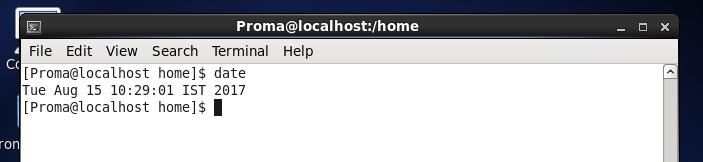 Proma@localhost:/home
File Edit View Search Terminal Help
[Proma@localhost home]$ date
Tue Aug 15 10:29:01 IST 2017
[Proma@localhost home]$